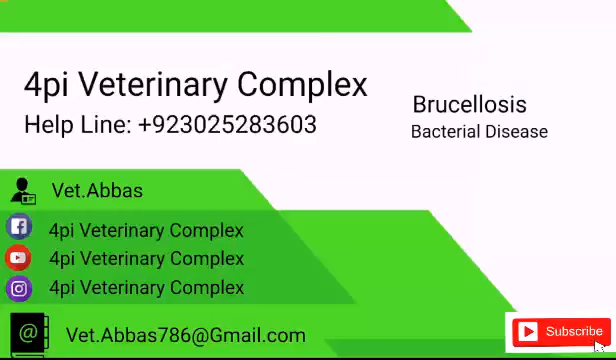 4pi Veterinary Complex
Help Line: +923025283603
Brucellosis
Bacterial Disease
Vet.Abbas
4pi Veterinary Complex
4pi Veterinary Complex
4pi Veterinary Complex
@
Vet.Abbas786@Gmail.com
Subscribe